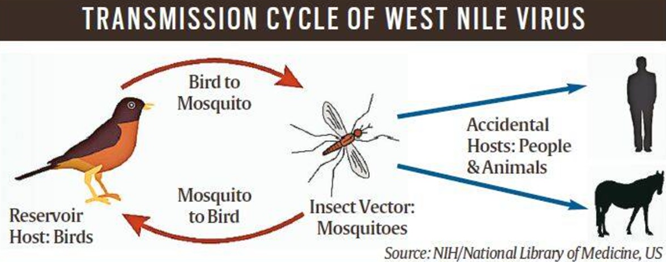 TRANSMISSION CYCLE OF WEST NILE VIRUS
Bird to
Mosquito
Accidental
Hosts: People
& Animals
Mosquito
to Bird
Insect Vector:
Mosquitoes
Reservoir
Host: Birds
Source: NIH/National Library of Medicine, US